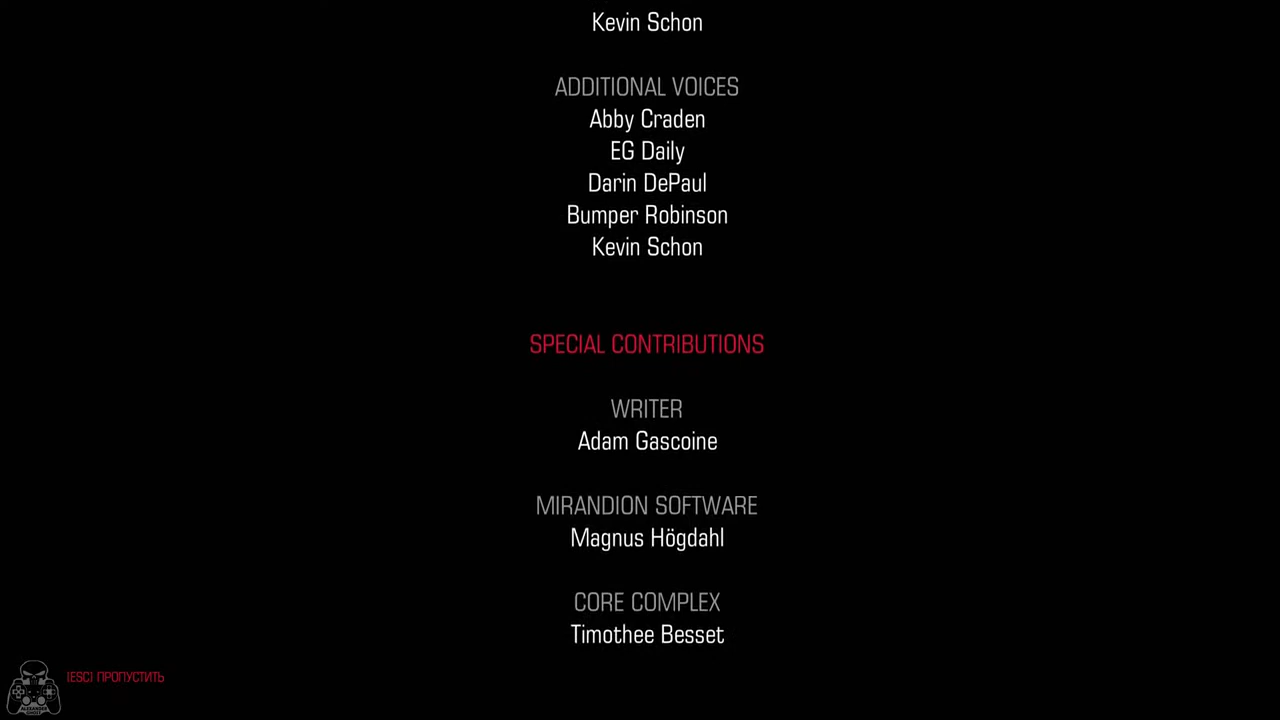 Kevin Schon
ADDITIONAL VOICES
Abby Craden
EG Daily
Darin DePaul
Bumper Robinson
Kevin Schon
SPECIAL CONTRIBUTIONS
WRITER
Adam Gascoine
MIRANDION SOFTWARE
Magnus Högdahl
CORE COMPLEX
Timothee Besset
[ESC] ПРОПУСТИТЬ